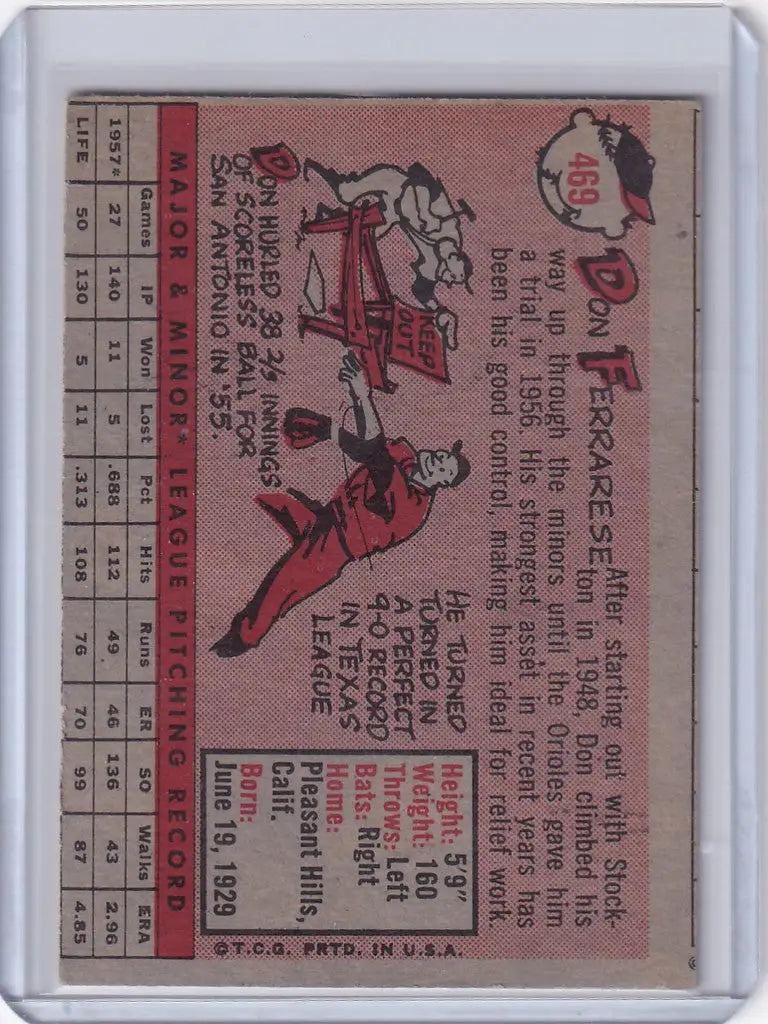 469
DON FERRARESE
After starting out with Stock-
ton in 1948, Don climbed his
way up through the minors until the Orioles gave him
a trial in 1956. His strongest asset in recent years has
been his good control, making him ideal for relief work.
KEEP
OUT
DON HURLED 38 2/3 INNINGS
OF SCORELESS BALL FOR
SAN ANTONIO IN '55.
HE TURNED
TURNED IN
A PERFECT
9-0 RECORD
IN TEXAS
LEAGUE
Height: 5'9"
Weight: 160
Throws: Left
Bats: Right
Home:
Pleasant Hills,
Calif.
Born:
June 19, 1929
©T.C.G. PRTD. IN U.S.A.
MAJOR & MINOR* LEAGUE PITCHING RECORD
Games IP Won Lost Pct Hits Runs ER SO Walks ERA
1957* 27 140 11 5 .688 112 49 46 136 43 2.96
LIFE 50 130 5 11 .313 108 76 70 99 87 4.85